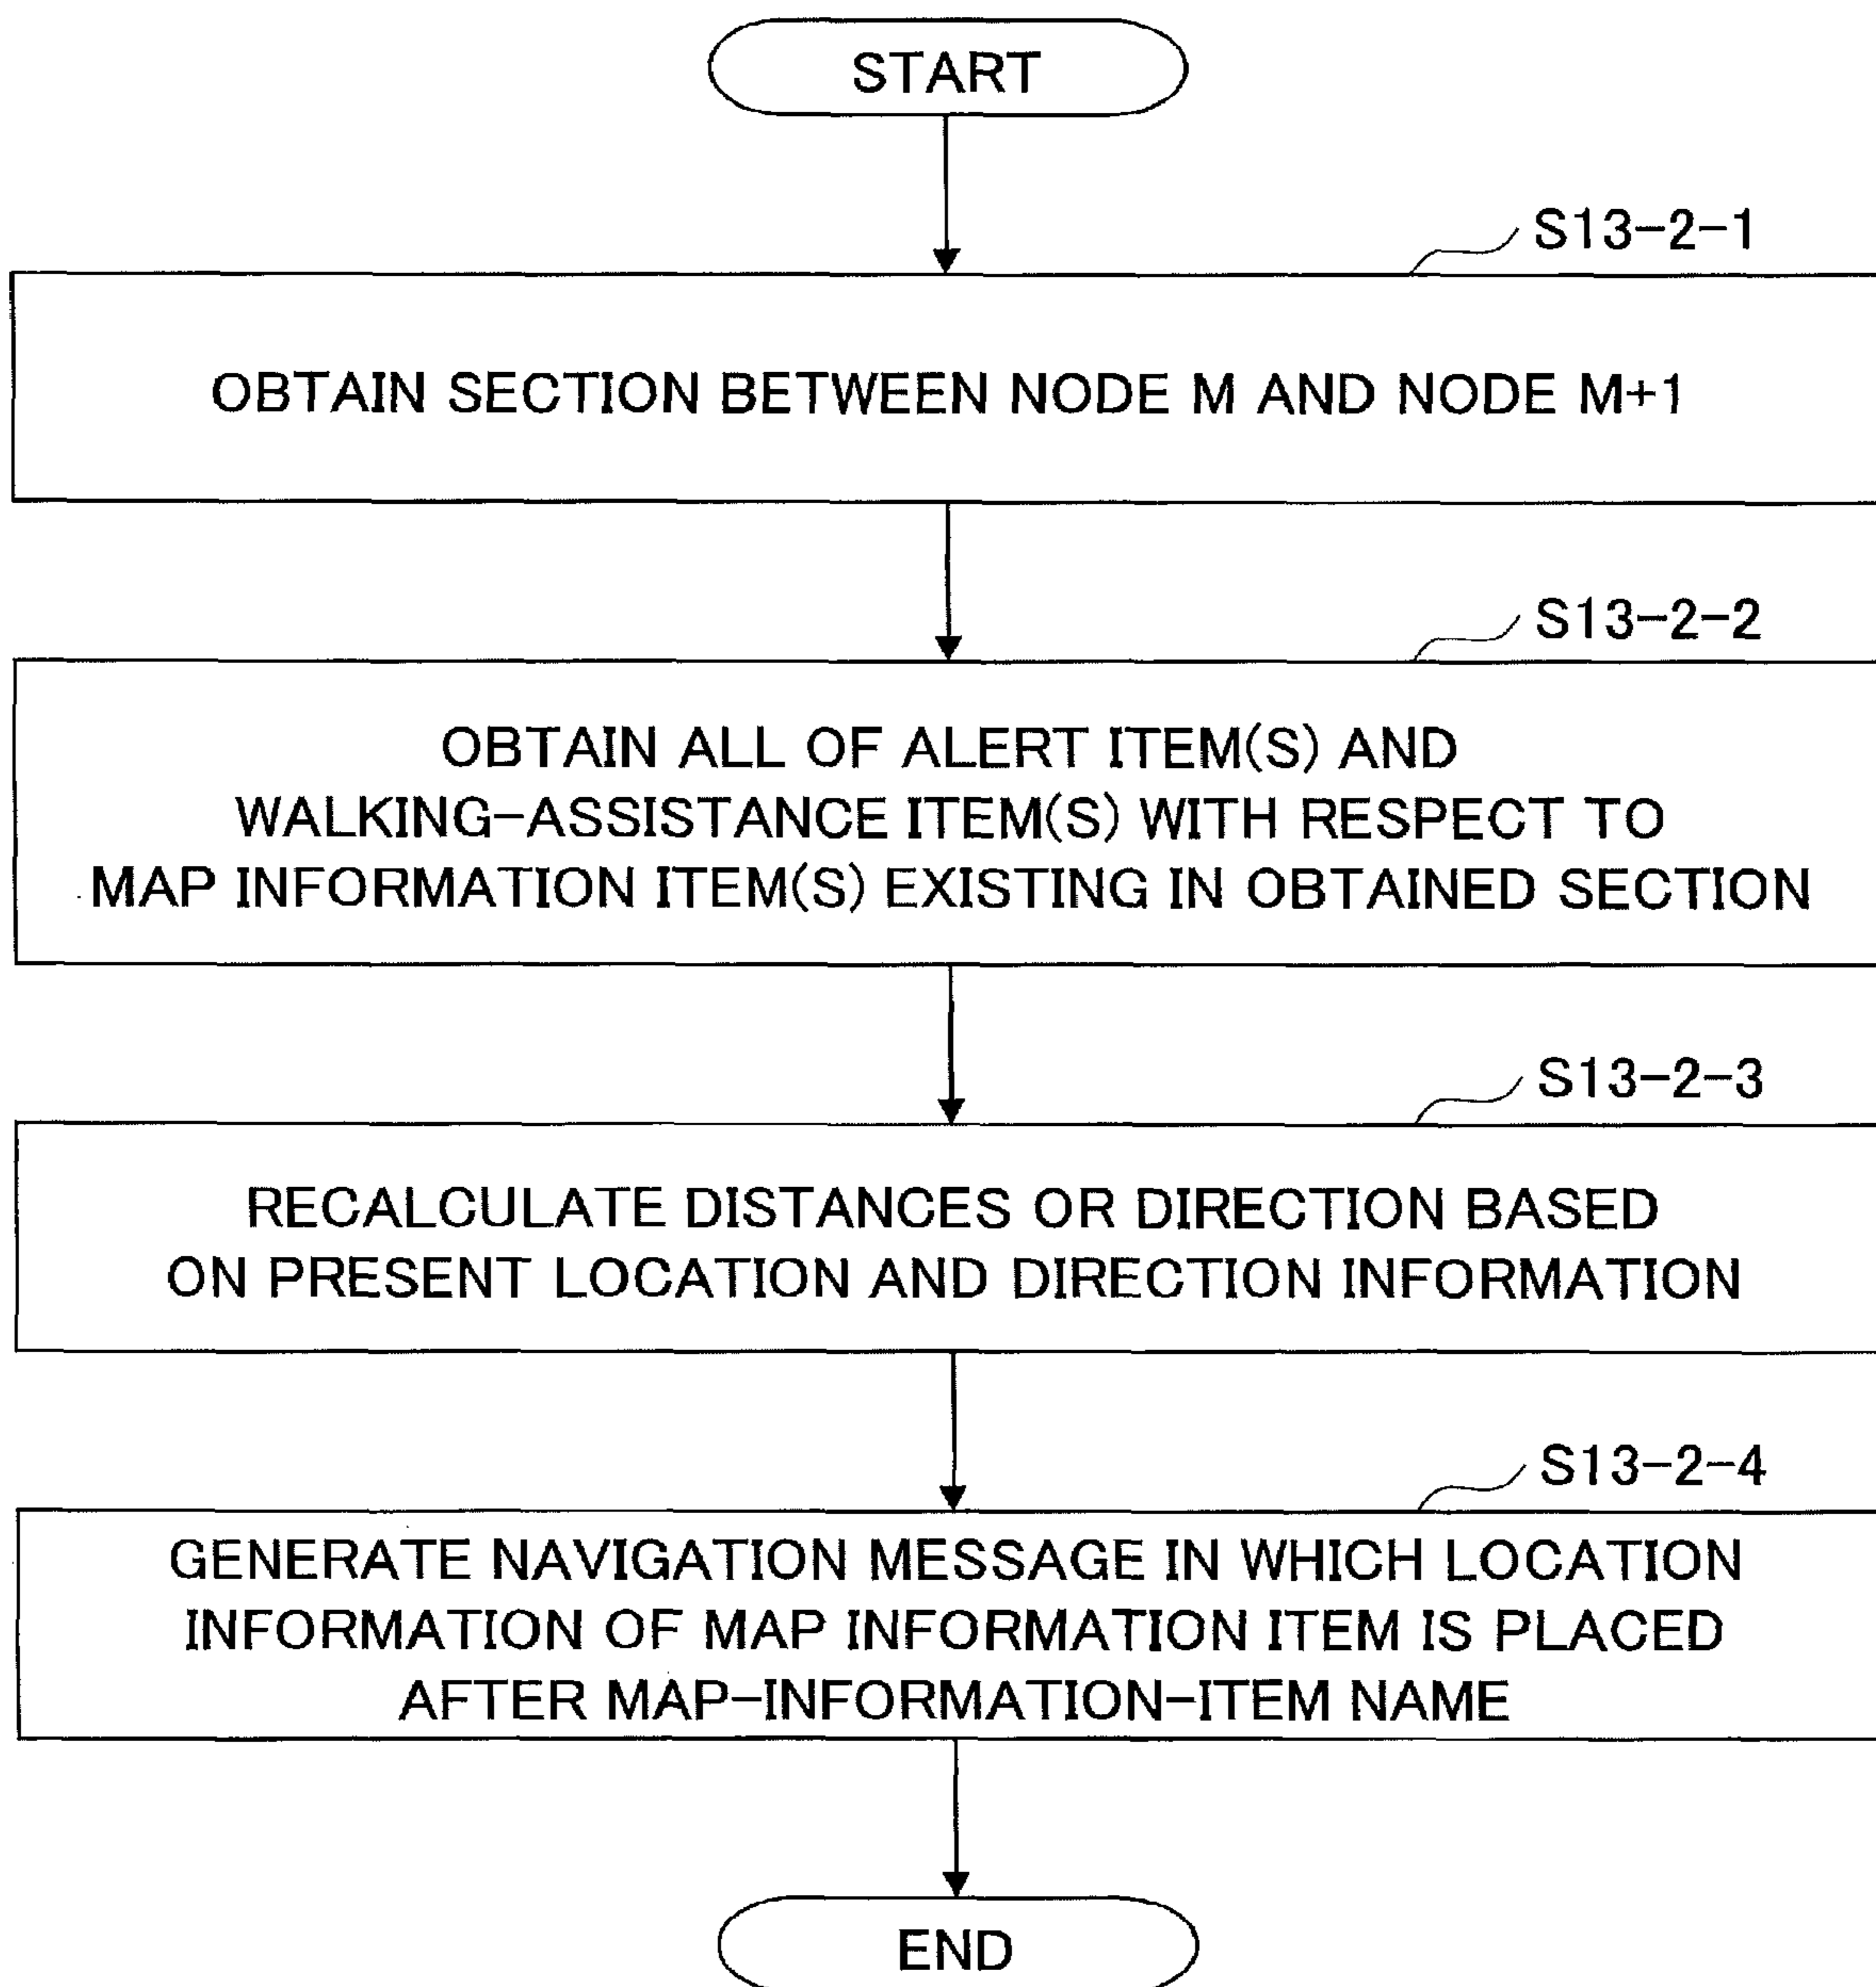 START
S13-2-1
OBTAIN SECTION BETWEEN NODE M AND NODE M+1
S13-2-2
OBTAIN ALL OF ALERT ITEM(S) AND
WALKING-ASSISTANCE ITEM(S) WITH RESPECT TO
MAP INFORMATION ITEM(S) EXISTING IN OBTAINED SECTION
S13-2-3
RECALCULATE DISTANCES OR DIRECTION BASED
ON PRESENT LOCATION AND DIRECTION INFORMATION
S13-2-4
GENERATE NAVIGATION MESSAGE IN WHICH LOCATION
INFORMATION OF MAP INFORMATION ITEM IS PLACED
AFTER MAP-INFORMATION-ITEM NAME
END